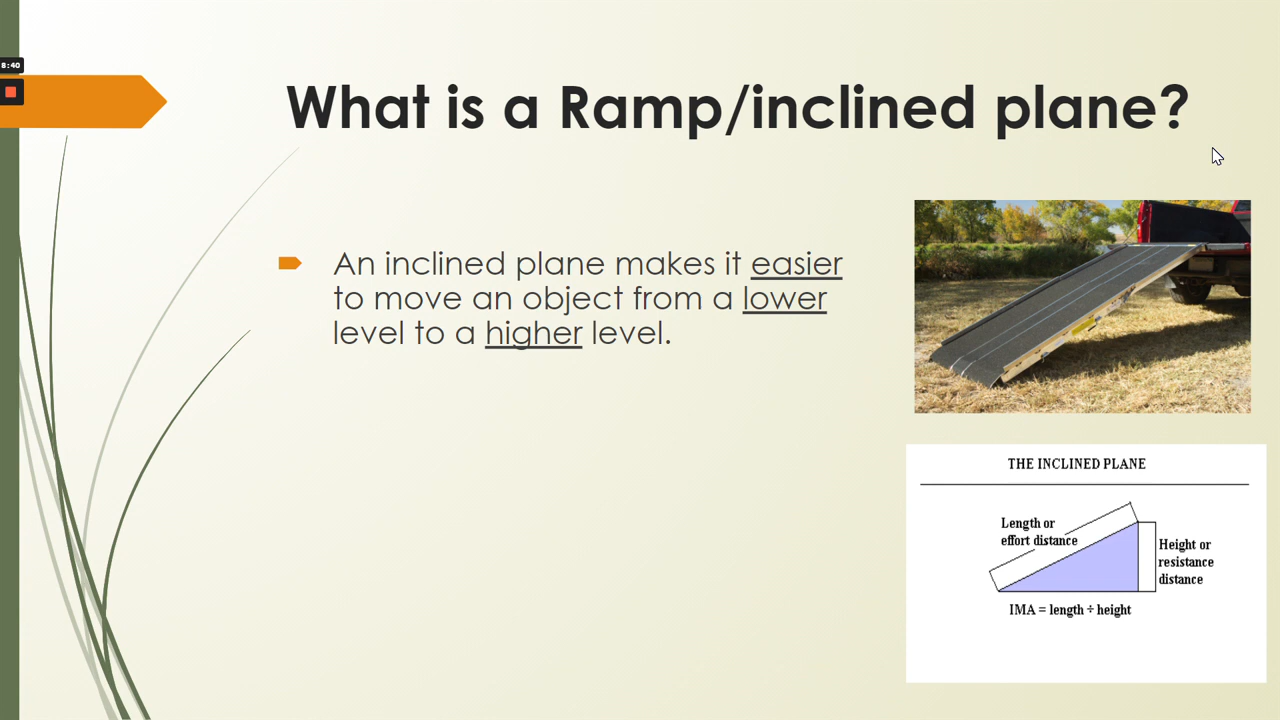 8:40
What is a Ramp/inclined plane?
An inclined plane makes it easier
to move an object from a lower
level to a higher level.
THE INCLINED PLANE
Length or
effort distance
Height or
resistance
distance
IMA = length ÷ height